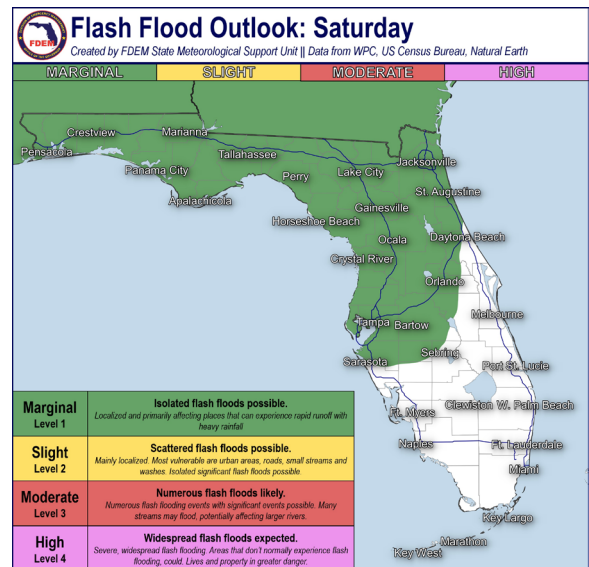 FDEM
Flash Flood Outlook: Saturday
Created by FDEM State Meteorological Support Unit || Data from WPC, US Census Bureau, Natural Earth
MARGINAL SLIGHT MODERATE HIGH
Crestview
Marianna
Pensacola
Tallahassee
Jacksonville
Panama City
Perry
Lake City
Apalachicola
St. Augustine
Gainesville
Horseshoe Beach
Ocala
Daytona Beach
Crystal River
Orlando
Tampa
Bartow
Melbourne
Sarasota
Sebring
Port St. Lucie
Ft. Myers
Clewiston
W. Palm Beach
Naples
Ft. Lauderdale
Miami
Key Largo
Marathon
Key West
Marginal
Level 1
Isolated flash floods possible.
Localized and primarily affecting places that can experience rapid runoff with
heavy rainfall
Slight
Level 2
Scattered flash floods possible.
Mainly localized. Most vulnerable are urban areas, roads, small streams and
washes. Isolated significant flash floods possible.
Moderate
Level 3
Numerous flash floods likely.
Numerous flash flooding events with significant events possible. Many
streams may flood, potentially affecting larger rivers.
High
Level 4
Widespread flash floods expected.
Severe, widespread flash flooding. Areas that don't normally experience flash
flooding, could. Lives and property in greater danger.